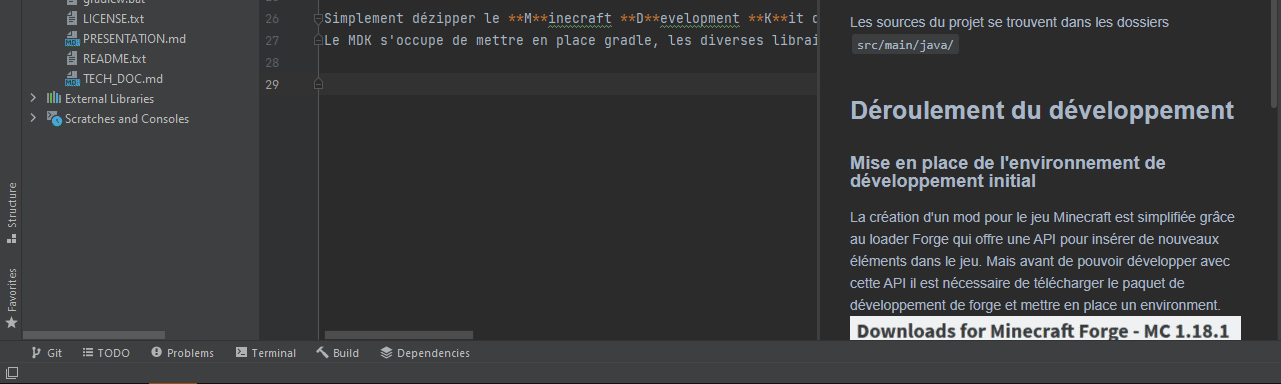 gradlew.bat
LICENSE.txt
PRESENTATION.md
README.txt
TECH_DOC.md
External Libraries
Scratches and Consoles
Structure
Favorites
26 Simplement dézipper le **M**inecraft **D**evelopment **K**it
27 Le MDK s'occupe de mettre en place gradle, les diverses
28
29
Les sources du projet se trouvent dans les dossiers
src/main/java/
Déroulement du développement
Mise en place de l'environnement de
développement initial
La création d'un mod pour le jeu Minecraft est simplifiée grâce
au loader Forge qui offre une API pour insérer de nouveaux
éléments dans le jeu. Mais avant de pouvoir développer avec
cette API il est nécessaire de télécharger le paquet de
développement de forge et mettre en place un environment.
Downloads for Minecraft Forge - MC 1.18.1
Git TODO Problems Terminal Build Dependencies